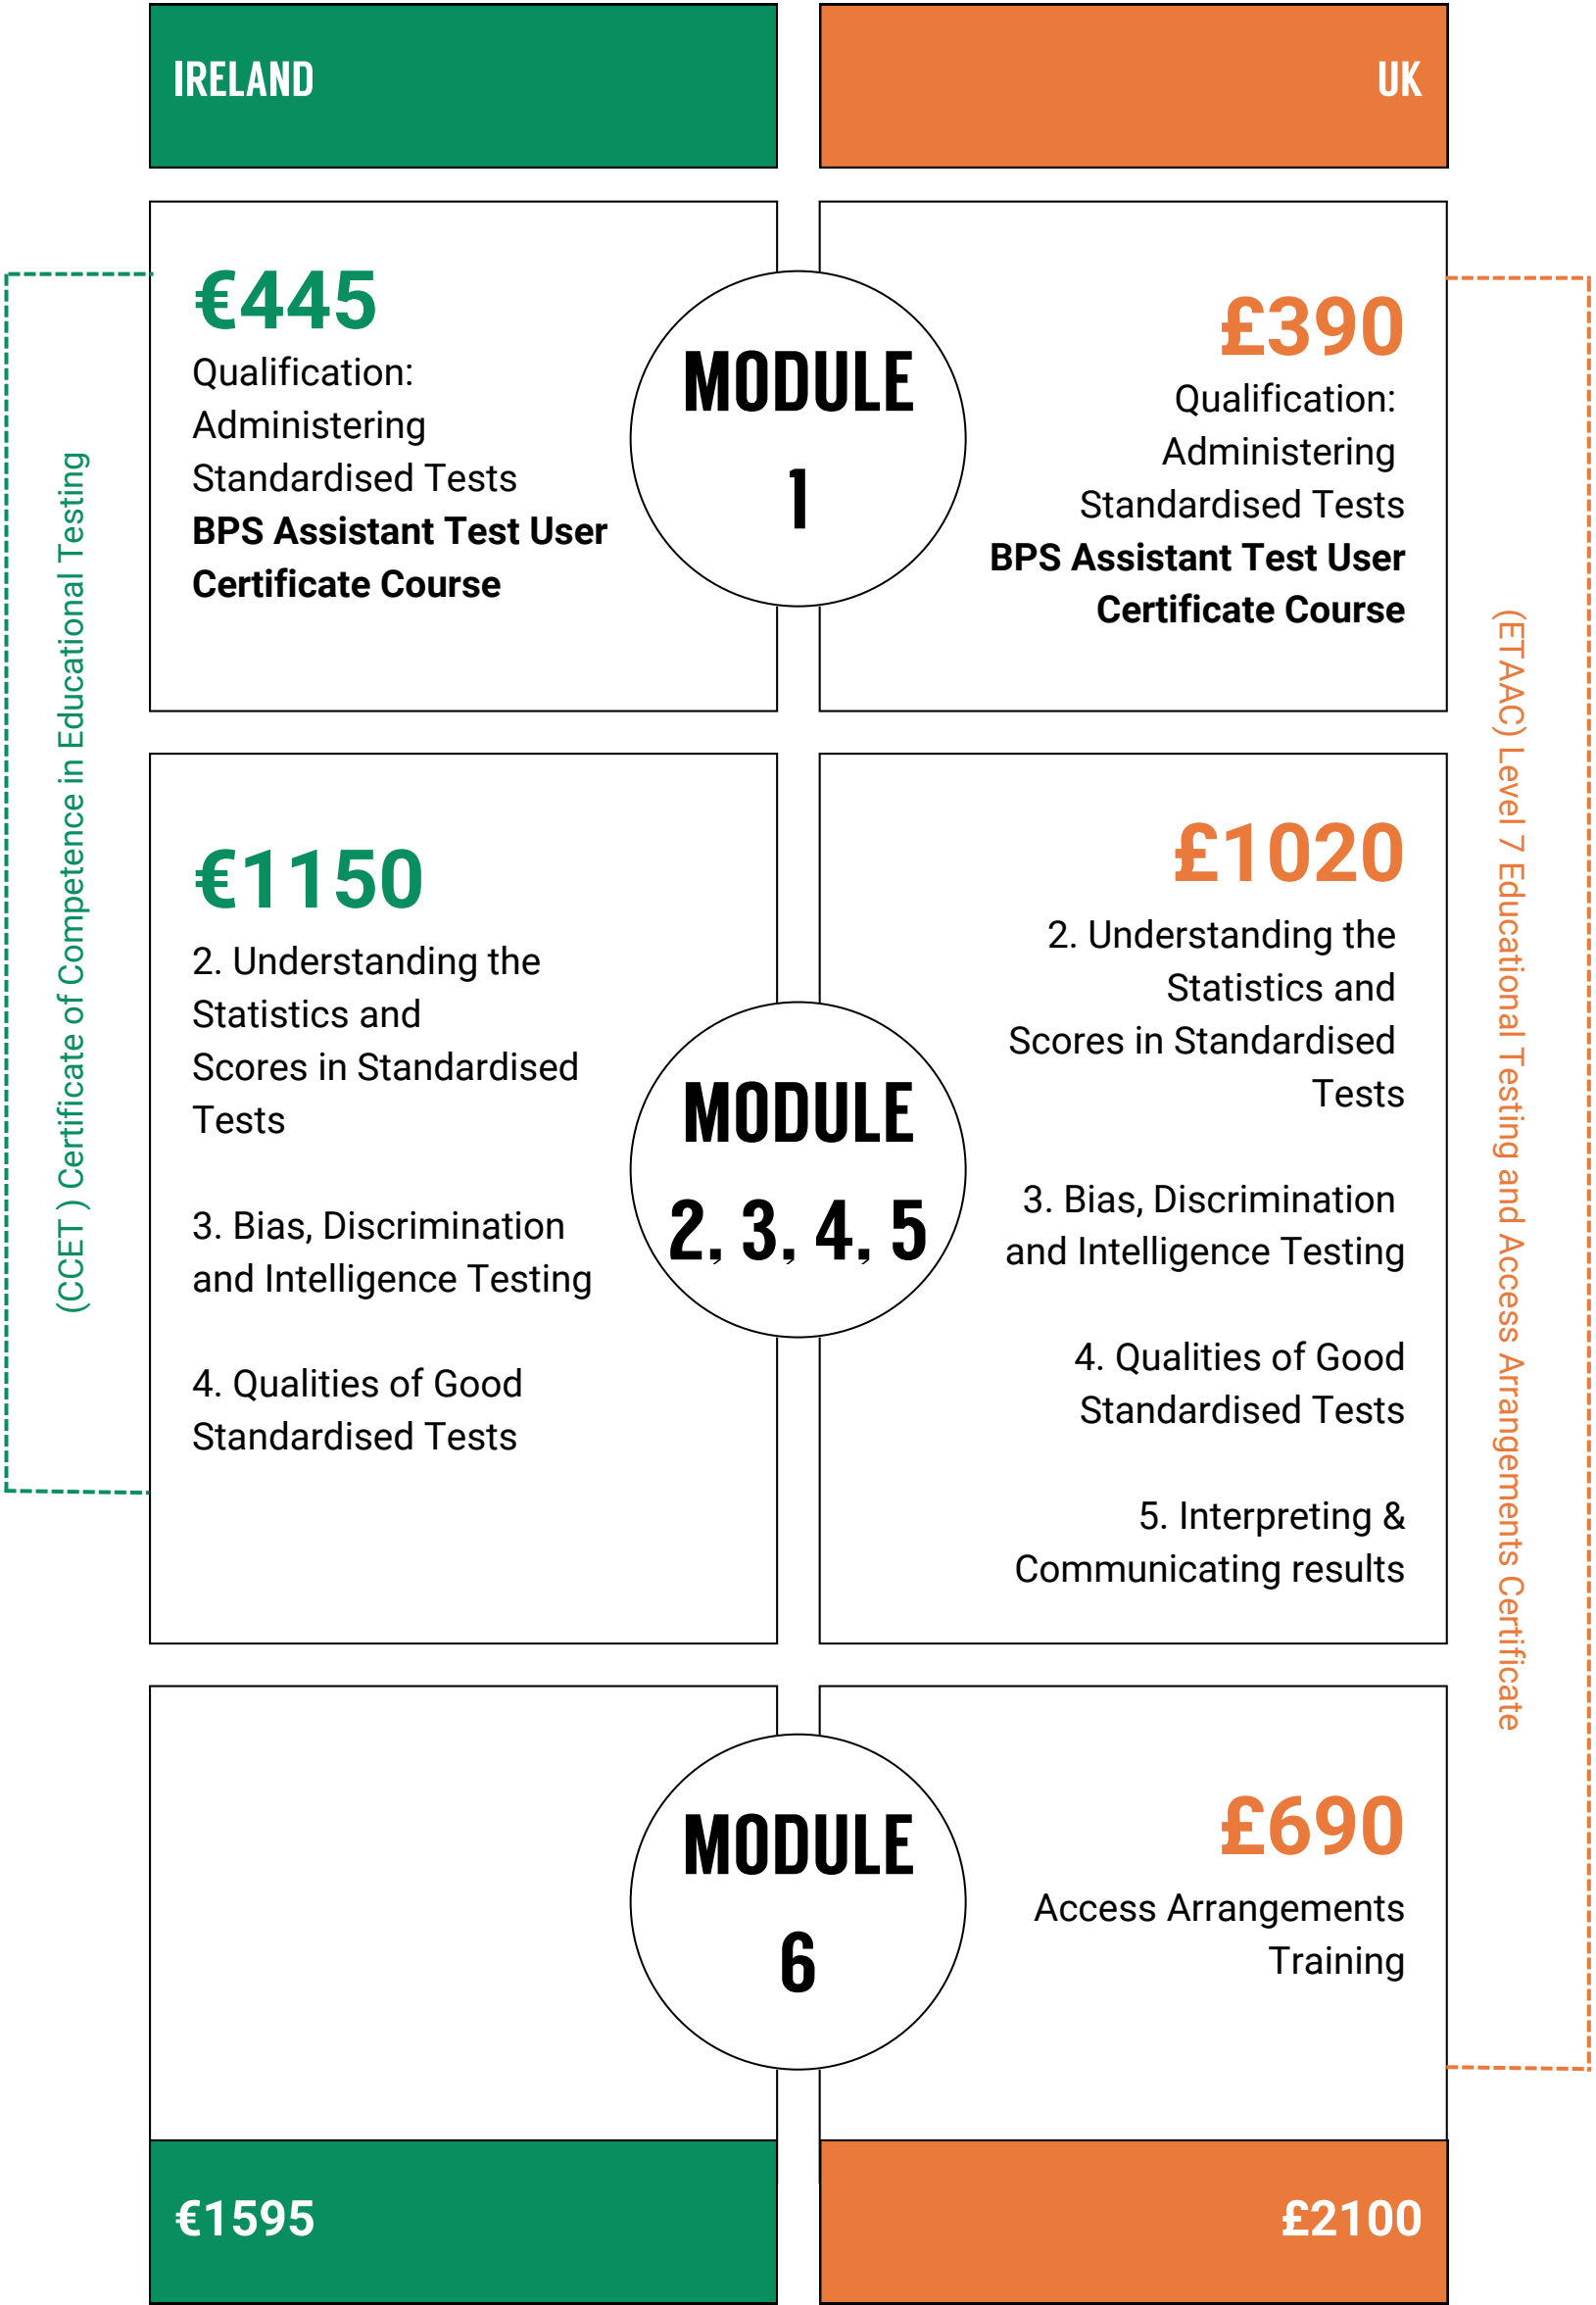 IRELAND
UK
€445
Qualification:
Administering
Standardised Tests
BPS Assistant Test User
Certificate Course
MODULE
1
£390
Qualification:
Administering
Standardised Tests
BPS Assistant Test User
Certificate Course
(CCET ) Certificate of Competence in Educational Testing
(ETAAC) Level 7 Educational Testing and Access Arrangements Certificate
€1150
2. Understanding the
Statistics and
Scores in Standardised
Tests
3. Bias, Discrimination
and Intelligence Testing
4. Qualities of Good
Standardised Tests
MODULE
2, 3, 4, 5
£1020
2. Understanding the
Statistics and
Scores in Standardised
Tests
3. Bias, Discrimination
and Intelligence Testing
4. Qualities of Good
Standardised Tests
5. Interpreting &
Communicating results
MODULE
6
£690
Access Arrangements
Training
€1595
£2100